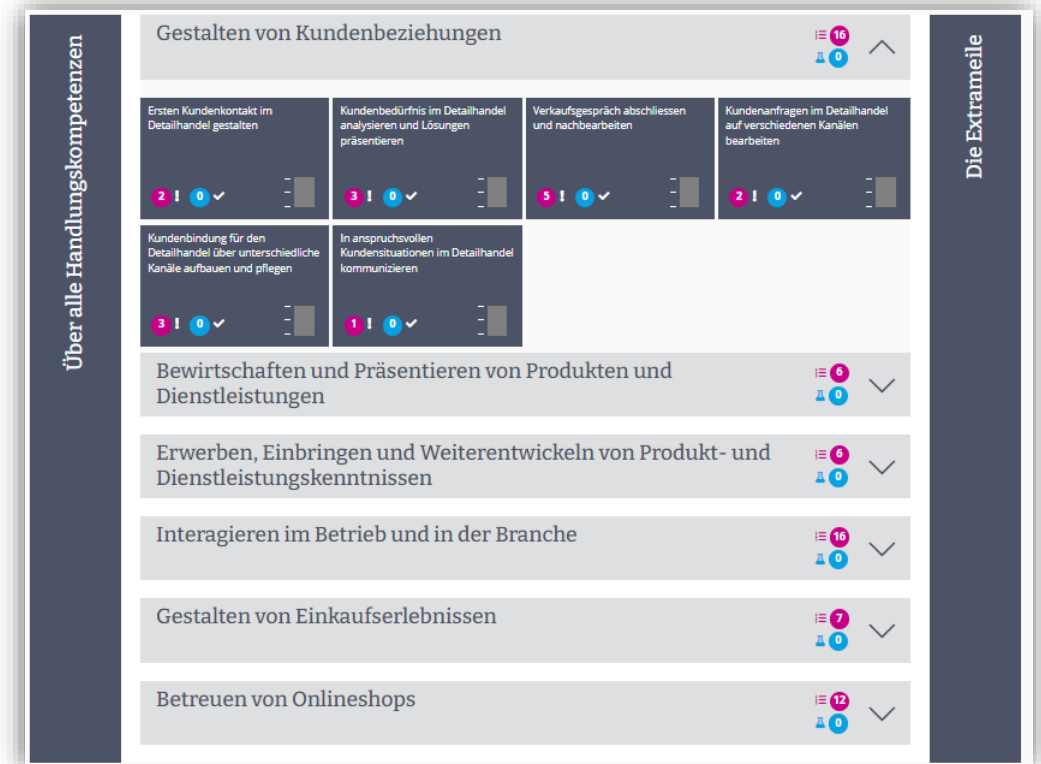 Über alle Handlungskompetenzen
Gestalten von Kundenbeziehungen
16
0
Ersten Kundenkontakt im
Detailhandel gestalten
2 ! 0
Kundenbedürfnis im Detailhandel
analysieren und Lösungen
präsentieren
3 ! 0
Verkaufsgespräch abschliessen
und nachbearbeiten
5 ! 0
Kundenanfragen im Detailhandel
auf verschiedenen Kanälen
bearbeiten
2 ! 0
Kundenbindung für den
Detailhandel über unterschiedliche
Kanäle aufbauen und pflegen
3 ! 0
In anspruchsvollen
Kundensituationen im Detailhandel
kommunizieren
1 ! 0
Bewirtschaften und Präsentieren von Produkten und
Dienstleistungen
6
0
Erwerben, Einbringen und Weiterentwickeln von Produkt- und
Dienstleistungskenntnissen
6
0
Interagieren im Betrieb und in der Branche
16
0
Gestalten von Einkaufserlebnissen
7
0
Betreuen von Onlineshops
12
0
Die Extrameile